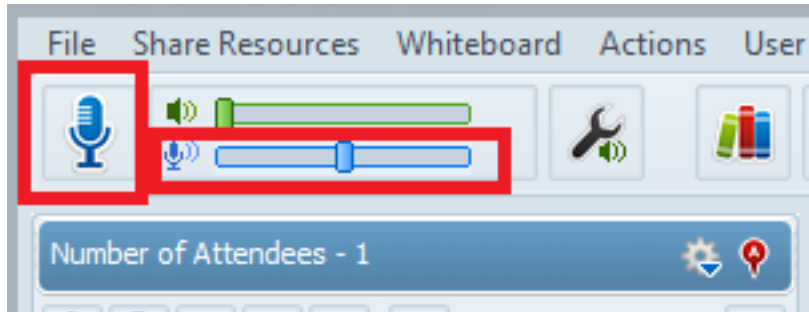 File Share Resources Whiteboard Actions User
Number of Attendees - 1